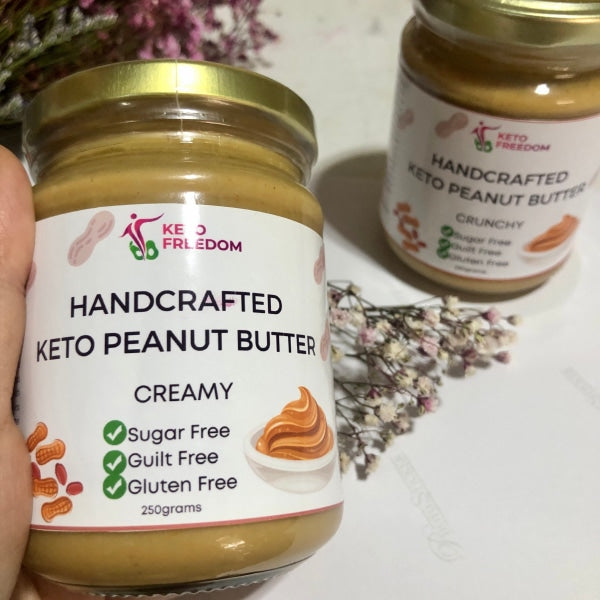 KETO
FREEDOM
HANDCRAFTED
KETO PEANUT BUTTER
CREAMY
Sugar Free
Guilt Free
Gluten Free
250grams
KETO
FREEDOM
HANDCRAFTED
KETO PEANUT BUTTER
CRUNCHY
Sugar Free
Guilt Free
Gluten Free
250grams